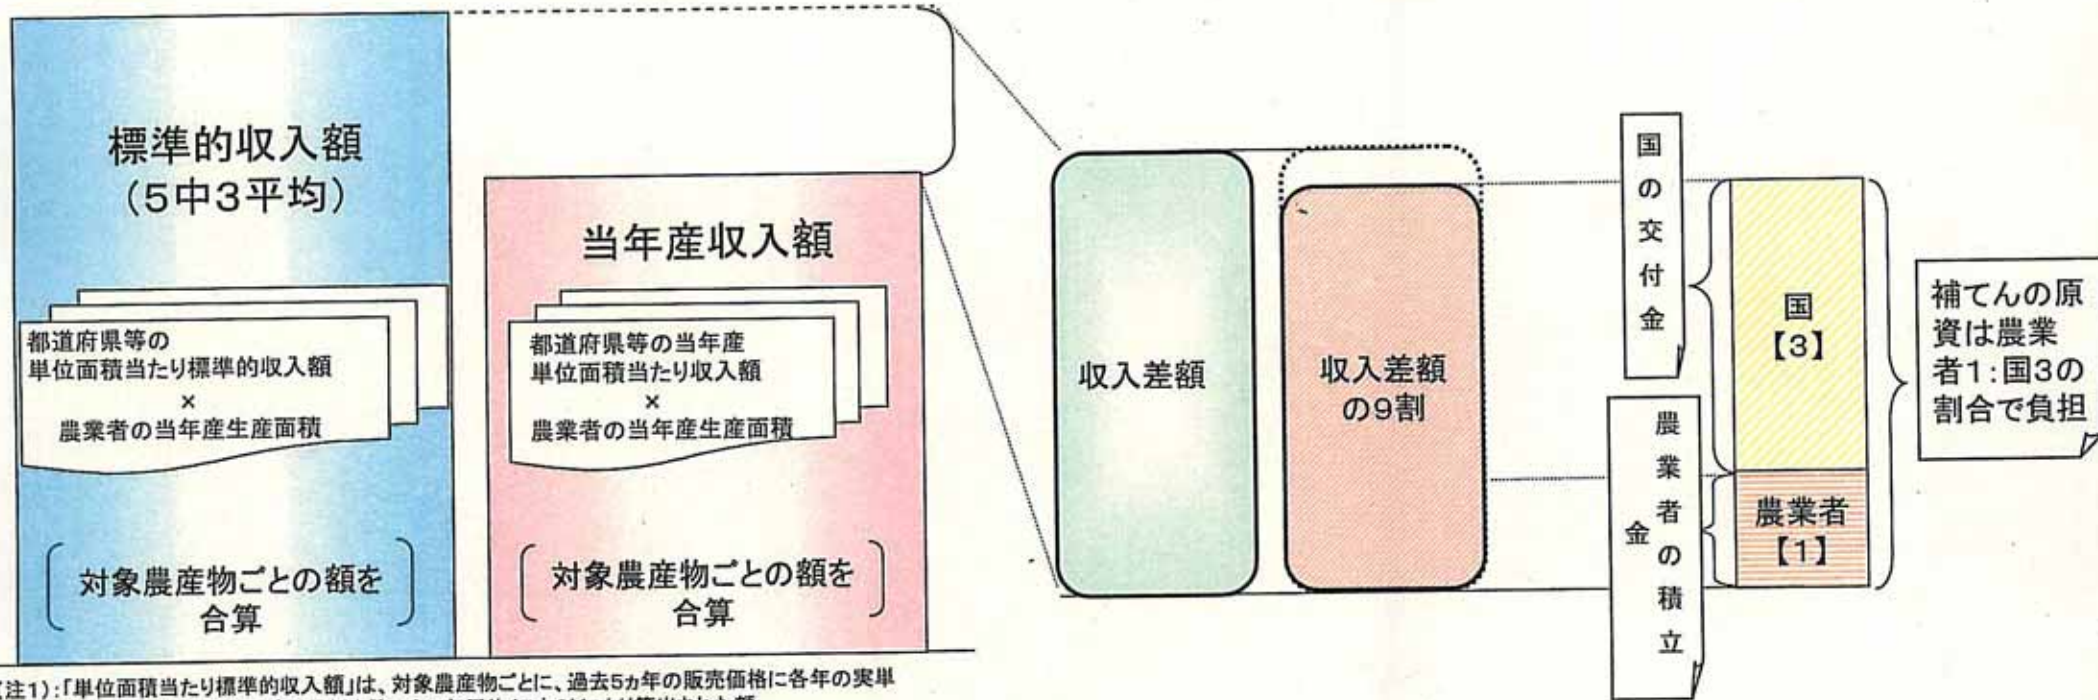 標準的収入額
(5中3平均)
都道府県等の
単位面積当たり標準的収入額
×
農業者の当年産生産面積
対象農産物ごとの額を
合算
当年産収入額
都道府県等の当年産
単位面積当たり収入額
×
農業者の当年産生産面積
対象農産物ごとの額を
合算
収入差額
収入差額
の9割
国の交付金
農業者の積立
金
国
【3】
農業者
【1】
補てんの原
資は農業
者1:国3の
割合で負担
(注1):「単位面積当たり標準的収入額」は、対象農産物ごとに、過去5ヵ年の販売価格に各年の実単